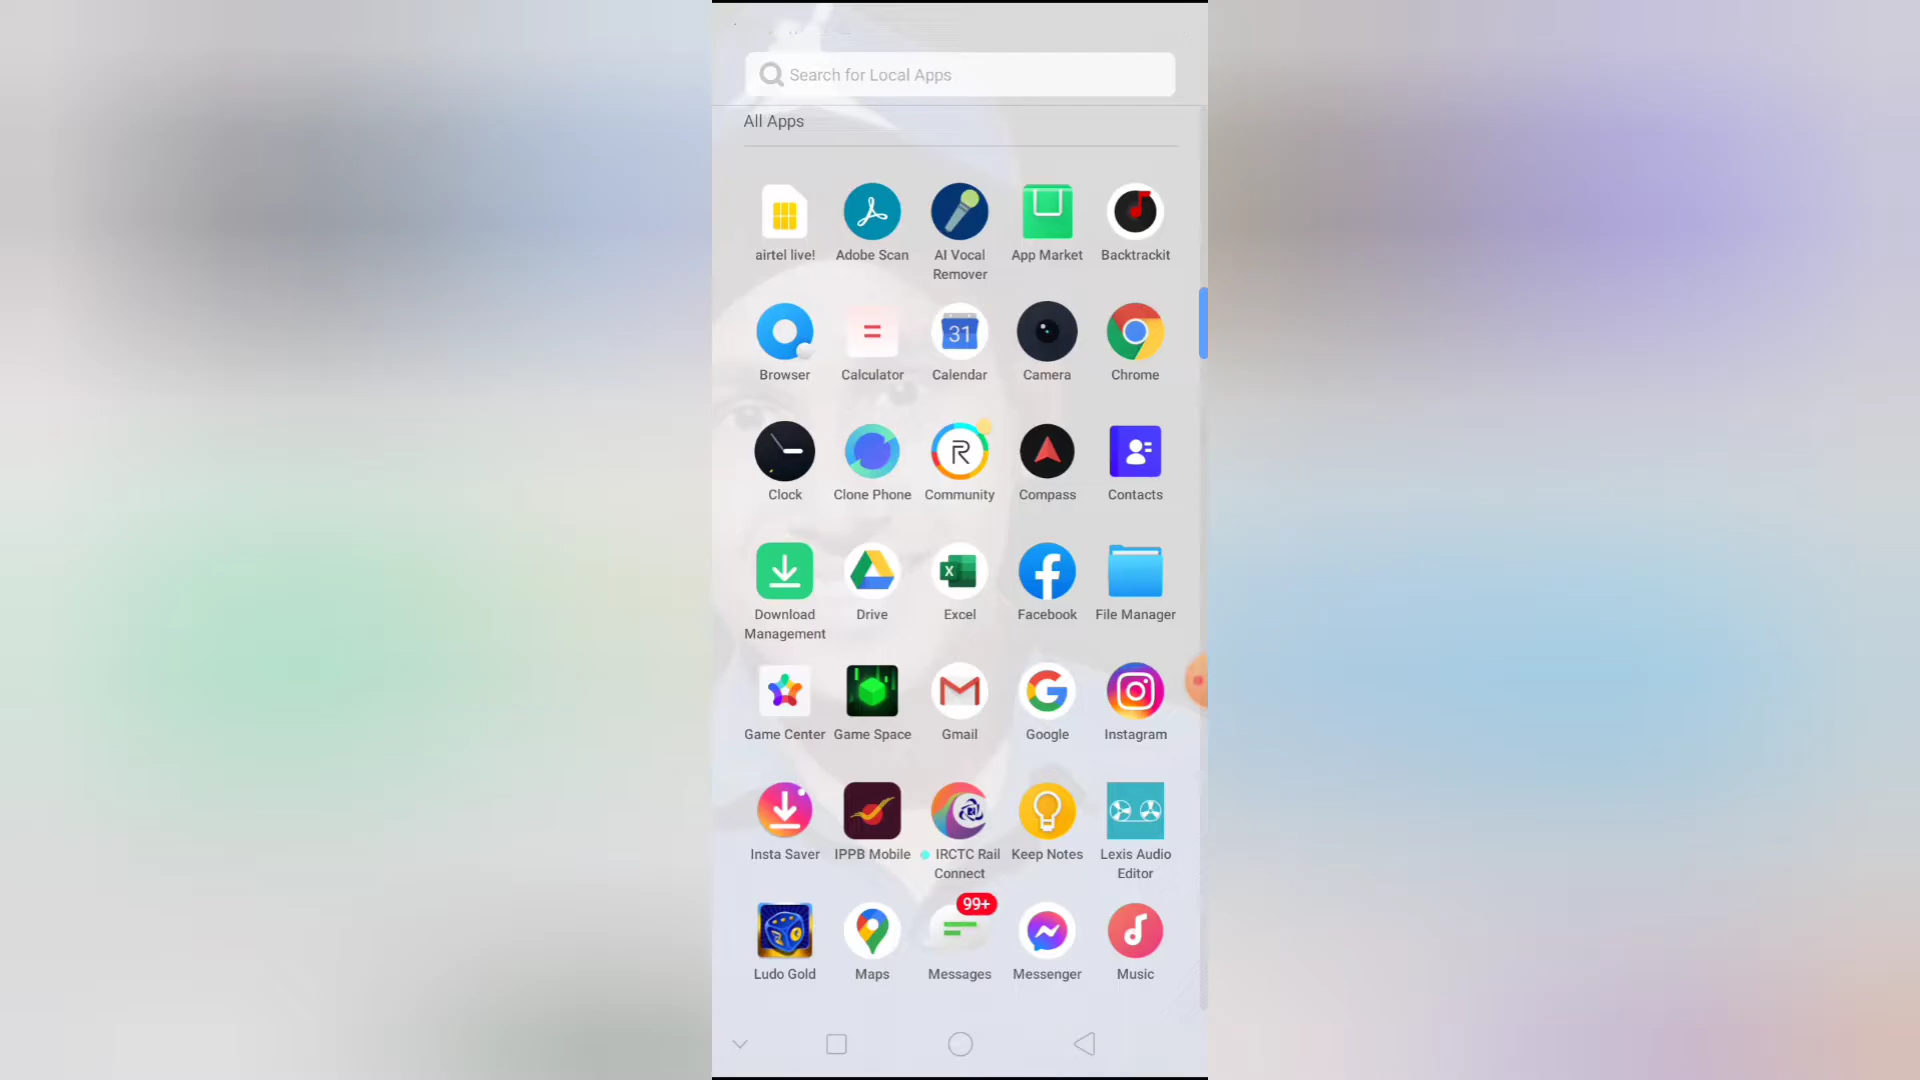 Search for Local Apps
All Apps
airtel live! Adobe Scan AI Vocal App Market Backtrackit
Remover
31
Browser Calculator Calendar Camera Chrome
R
Clock Clone Phone Community Compass Contacts
X
Download Drive Excel Facebook File Manager
Management
Game Center Game Space Gmail Google Instagram
Insta Saver IPPB Mobile IRCTC Rail Keep Notes Lexis Audio
Connect Editor
99+
Ludo Gold Maps Messages Messenger Music